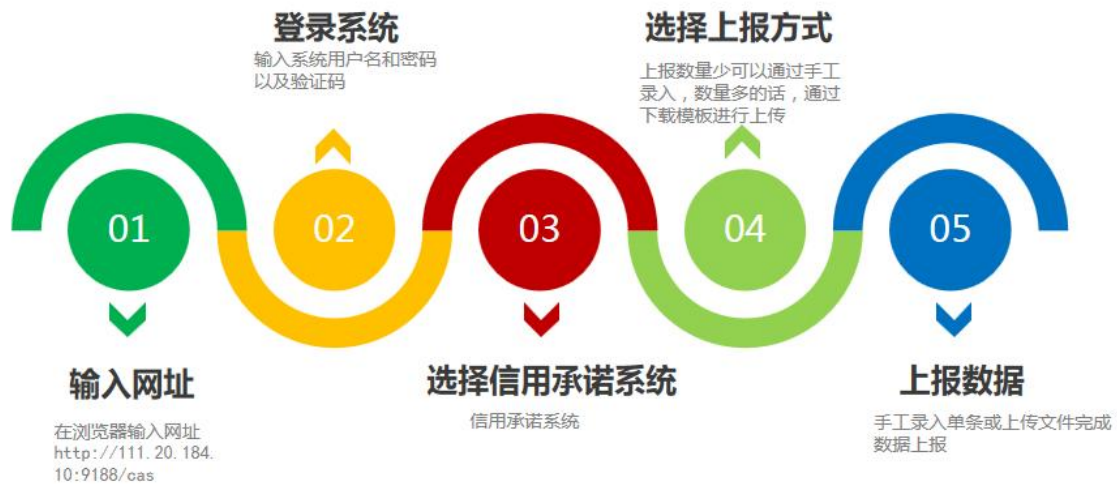 登录系统
输入系统用户名和密码
以及验证码
选择上报方式
上报数量少可以通过手工
录入，数量多的话，通过
下载模板进行上传
01
02
03
04
05
输入网址
在浏览器输入网址
http://111.20.184.
10:9188/cas
选择信用承诺系统
信用承诺系统
上报数据
手工录入单条或上传文件完成
数据上报